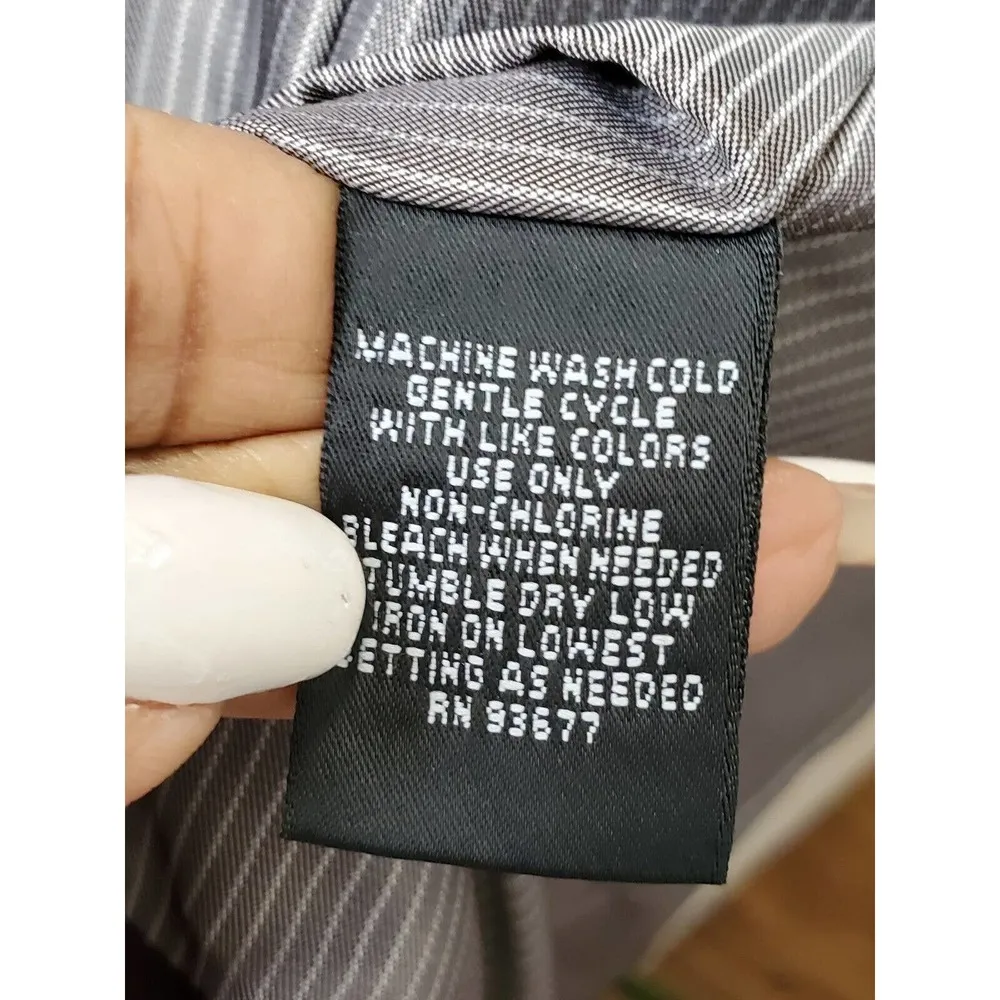 MACHINE WASH COLD
GENTLE CYCLE
WITH LIKE COLORS
USE ONLY
NON-CHLORINE
BLEACH WHEN NEEDED
TUMBLE DRY LOW
IRON ON LOWEST
SETTING AS NEEDED
RN 93677